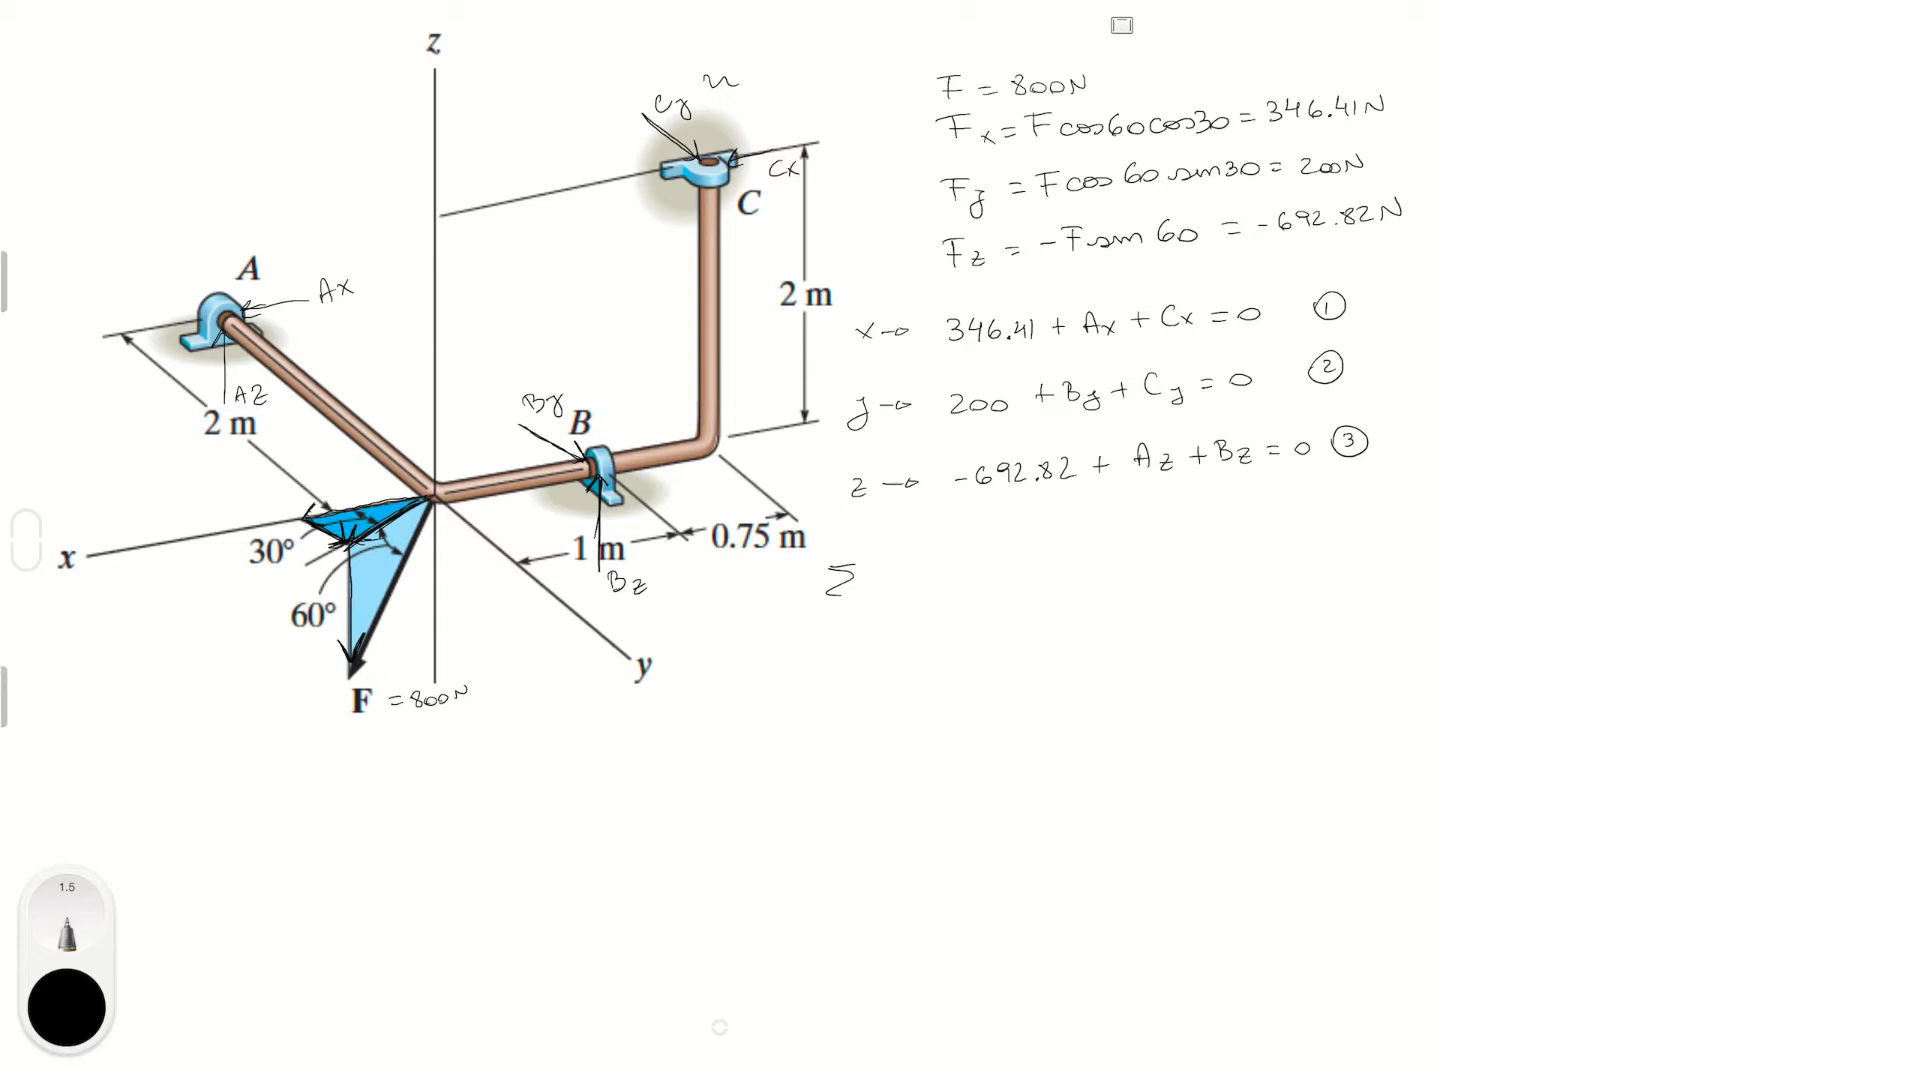 z
Cy
F = 800N
Fx = F cos60cos30 = 346.41N
Cx
Fy = F cos 60 sin30 = 200N
C
Fz = -F sin 60 = -692.82N
A
Ax
2 m
x → 346.41 + Ax + Cx = 0 ①
Az
2 m
By
B
y → 200 + By + Cy = 0 ②
z → -692.82 + Az + Bz = 0 ③
x
30°
1 m
0.75 m
Bz
Σ
60°
y
F = 800N
1.5